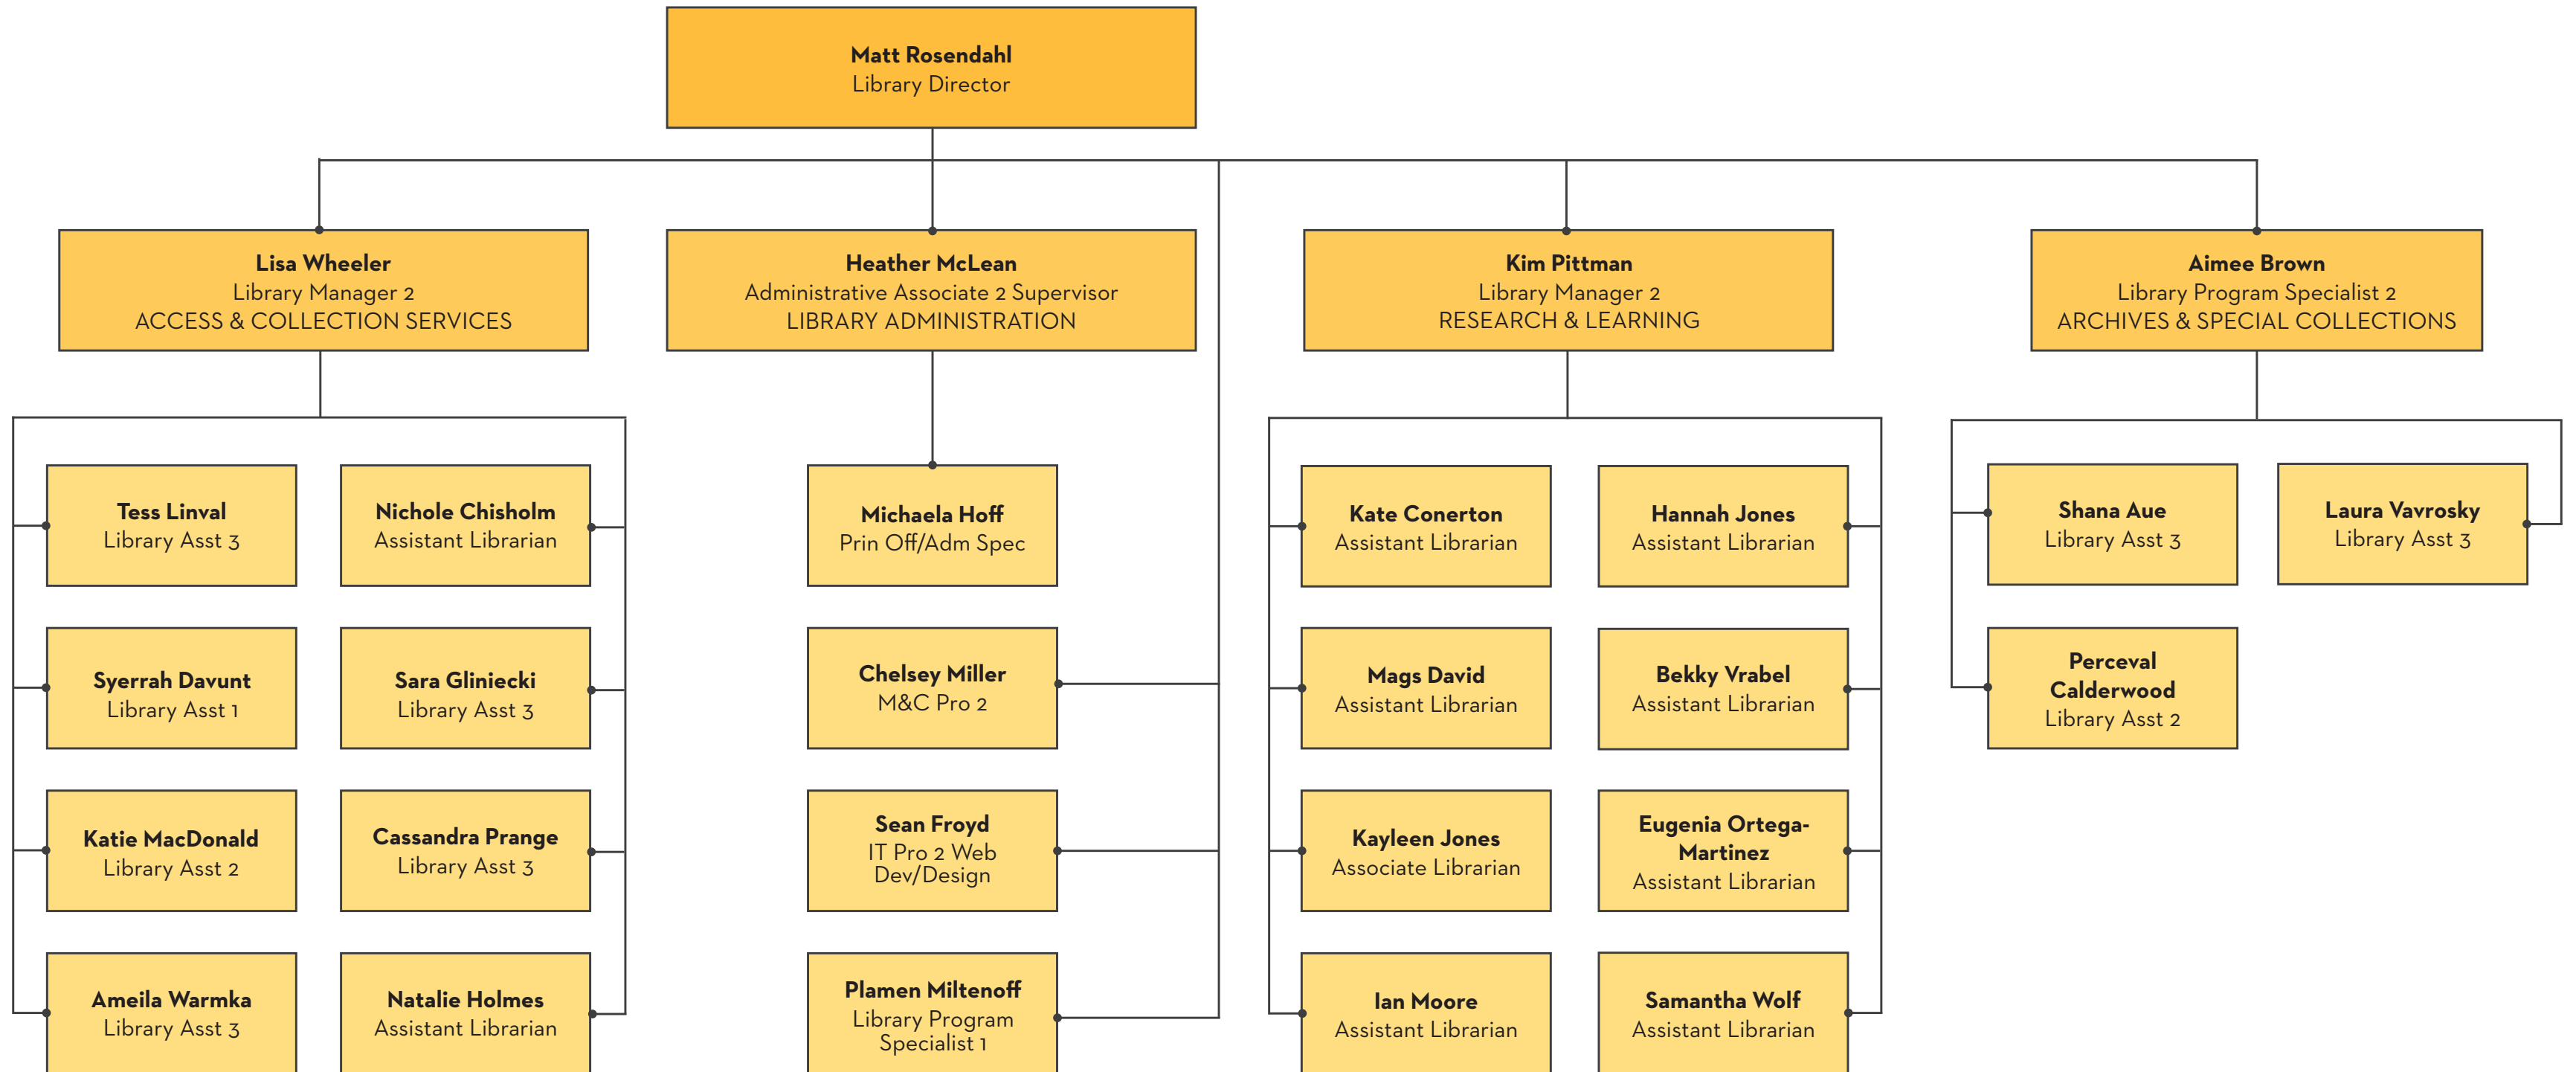 Matt Rosendahl
Library Director
Lisa Wheeler
Library Manager 2
ACCESS & COLLECTION SERVICES
Heather McLean
Administrative Associate 2 Supervisor
LIBRARY ADMINISTRATION
Kim Pittman
Library Manager 2
RESEARCH & LEARNING
Aimee Brown
Library Program Specialist 2
ARCHIVES & SPECIAL COLLECTIONS
Tess Linval
Library Asst 3
Nichole Chisholm
Assistant Librarian
Syerrah Davunt
Library Asst 1
Sara Gliniecki
Library Asst 3
Katie MacDonald
Library Asst 2
Cassandra Prange
Library Asst 3
Ameila Warmka
Library Asst 3
Natalie Holmes
Assistant Librarian
Michaela Hoff
Prin Off/Adm Spec
Chelsey Miller
M&C Pro 2
Sean Froyd
IT Pro 2 Web
Dev/Design
Plamen Miltenoff
Library Program
Specialist 1
Kate Conerton
Assistant Librarian
Hannah Jones
Assistant Librarian
Mags David
Assistant Librarian
Bekky Vrabel
Assistant Librarian
Kayleen Jones
Associate Librarian
Eugenia Ortega-
Martinez
Assistant Librarian
Ian Moore
Assistant Librarian
Samantha Wolf
Assistant Librarian
Shana Aue
Library Asst 3
Laura Vavrosky
Library Asst 3
Perceval
Calderwood
Library Asst 2